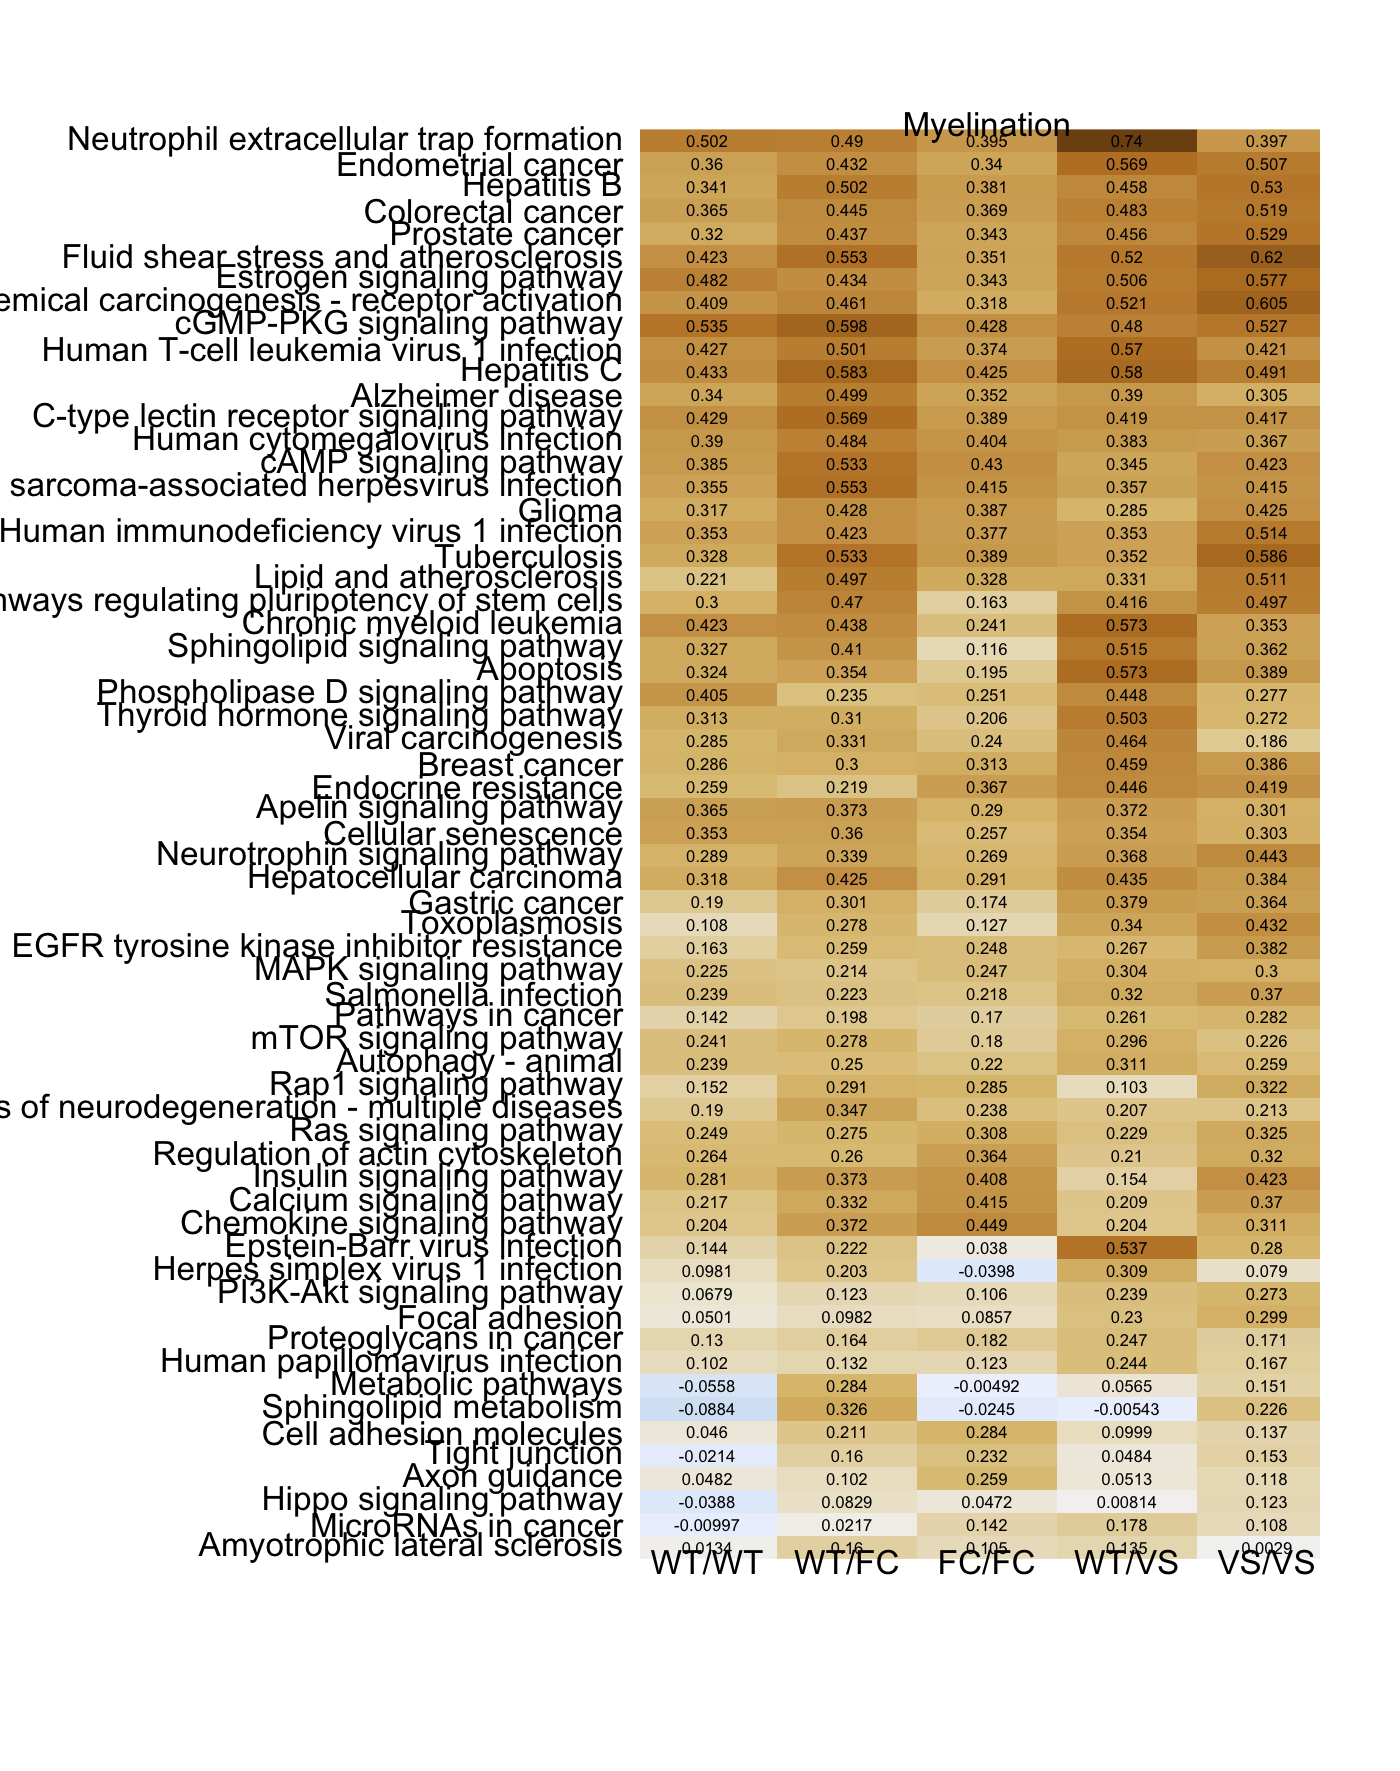 Myelination
Neutrophil extracellular trap formation 0.502 0.49 0.395 0.74 0.397
Endometrial cancer 0.36 0.432 0.34 0.569 0.507
Hepatitis B 0.341 0.502 0.381 0.458 0.53
Colorectal cancer 0.365 0.445 0.369 0.483 0.519
Prostate cancer 0.32 0.437 0.343 0.456 0.529
Fluid shear stress and atherosclerosis 0.423 0.553 0.351 0.52 0.62
Estrogen signaling pathway 0.482 0.434 0.343 0.506 0.577
emical carcinogenesis - receptor activation 0.409 0.461 0.318 0.521 0.605
cGMP-PKG signaling pathway 0.535 0.598 0.428 0.48 0.527
Human T-cell leukemia virus 1 infection 0.427 0.501 0.374 0.57 0.421
Hepatitis C 0.433 0.583 0.425 0.58 0.491
Alzheimer disease 0.34 0.499 0.352 0.39 0.305
C-type lectin receptor signaling pathway 0.429 0.569 0.389 0.419 0.417
Human cytomegalovirus infection 0.39 0.484 0.404 0.383 0.367
cAMP signaling pathway 0.385 0.533 0.43 0.345 0.423
sarcoma-associated herpesvirus infection 0.355 0.553 0.415 0.357 0.415
Glioma 0.317 0.428 0.387 0.285 0.425
Human immunodeficiency virus 1 infection 0.353 0.423 0.377 0.353 0.514
Tuberculosis 0.328 0.533 0.389 0.352 0.586
Lipid and atherosclerosis 0.221 0.497 0.328 0.331 0.511
ways regulating pluripotency of stem cells 0.3 0.47 0.163 0.416 0.497
Chronic myeloid leukemia 0.423 0.438 0.241 0.573 0.353
Sphingolipid signaling pathway 0.327 0.41 0.116 0.515 0.362
Apoptosis 0.324 0.354 0.195 0.573 0.389
Phospholipase D signaling pathway 0.405 0.235 0.251 0.448 0.277
Thyroid hormone signaling pathway 0.313 0.31 0.206 0.503 0.272
Viral carcinogenesis 0.285 0.331 0.24 0.464 0.186
Breast cancer 0.286 0.3 0.313 0.459 0.386
Endocrine resistance 0.259 0.219 0.367 0.446 0.419
Apelin signaling pathway 0.365 0.373 0.29 0.372 0.301
Cellular senescence 0.353 0.36 0.257 0.354 0.303
Neurotrophin signaling pathway 0.289 0.339 0.269 0.368 0.443
Hepatocellular carcinoma 0.318 0.425 0.291 0.435 0.384
Gastric cancer 0.19 0.301 0.174 0.379 0.364
Toxoplasmosis 0.108 0.278 0.127 0.34 0.432
EGFR tyrosine kinase inhibitor resistance 0.163 0.259 0.248 0.267 0.382
MAPK signaling pathway 0.225 0.214 0.247 0.304 0.3
Salmonella infection 0.239 0.223 0.218 0.32 0.37
Pathways in cancer 0.142 0.198 0.17 0.261 0.282
mTOR signaling pathway 0.241 0.278 0.18 0.296 0.226
Autophagy - animal 0.239 0.25 0.22 0.311 0.259
Rap1 signaling pathway 0.152 0.291 0.285 0.103 0.322
s of neurodegeneration - multiple diseases 0.19 0.347 0.238 0.207 0.213
Ras signaling pathway 0.249 0.275 0.308 0.229 0.325
Regulation of actin cytoskeleton 0.264 0.26 0.364 0.21 0.32
Insulin signaling pathway 0.281 0.373 0.408 0.154 0.423
Calcium signaling pathway 0.217 0.332 0.415 0.209 0.37
Chemokine signaling pathway 0.204 0.372 0.449 0.204 0.311
Epstein-Barr virus infection 0.144 0.222 0.038 0.537 0.28
Herpes simplex virus 1 infection 0.0981 0.203 -0.0398 0.309 0.079
PI3K-Akt signaling pathway 0.0679 0.123 0.106 0.239 0.273
Focal adhesion 0.0501 0.0982 0.0857 0.23 0.299
Proteoglycans in cancer 0.13 0.164 0.182 0.247 0.171
Human papillomavirus infection 0.102 0.132 0.123 0.244 0.167
Metabolic pathways -0.0558 0.284 -0.00492 0.0565 0.151
Sphingolipid metabolism -0.0884 0.326 -0.0245 -0.00543 0.226
Cell adhesion molecules 0.046 0.211 0.284 0.0999 0.137
Tight junction -0.0214 0.16 0.232 0.0484 0.153
Axon guidance 0.0482 0.102 0.259 0.0513 0.118
Hippo signaling pathway -0.0388 0.0829 0.0472 0.00814 0.123
MicroRNAs in cancer -0.00997 0.0217 0.142 0.178 0.108
Amyotrophic lateral sclerosis 0.0134 0.16 0.105 0.135 0.0029
WT/WT WT/FC FC/FC WT/VS VS/VS